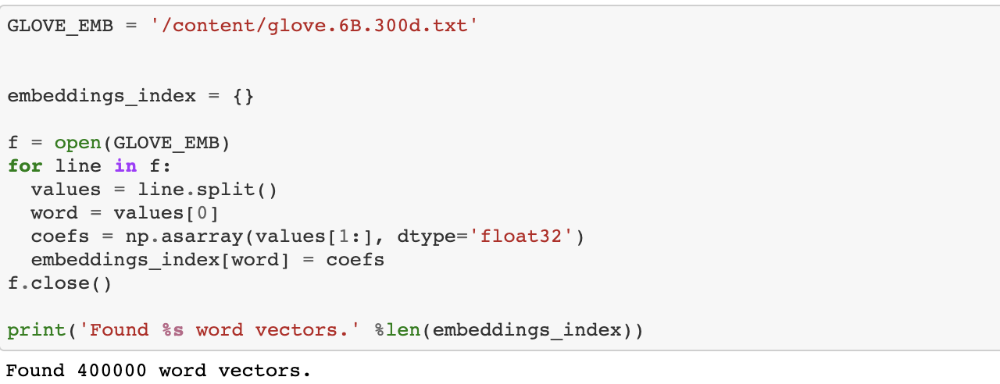 GLOVE_EMB = '/content/glove.6B.300d.txt'
embeddings_index = {}
f = open(GLOVE_EMB)
for line in f:
  values = line.split()
  word = values[0]
  coefs = np.asarray(values[1:], dtype='float32')
  embeddings_index[word] = coefs
f.close()
print('Found %s word vectors.' %len(embeddings_index))
Found 400000 word vectors.